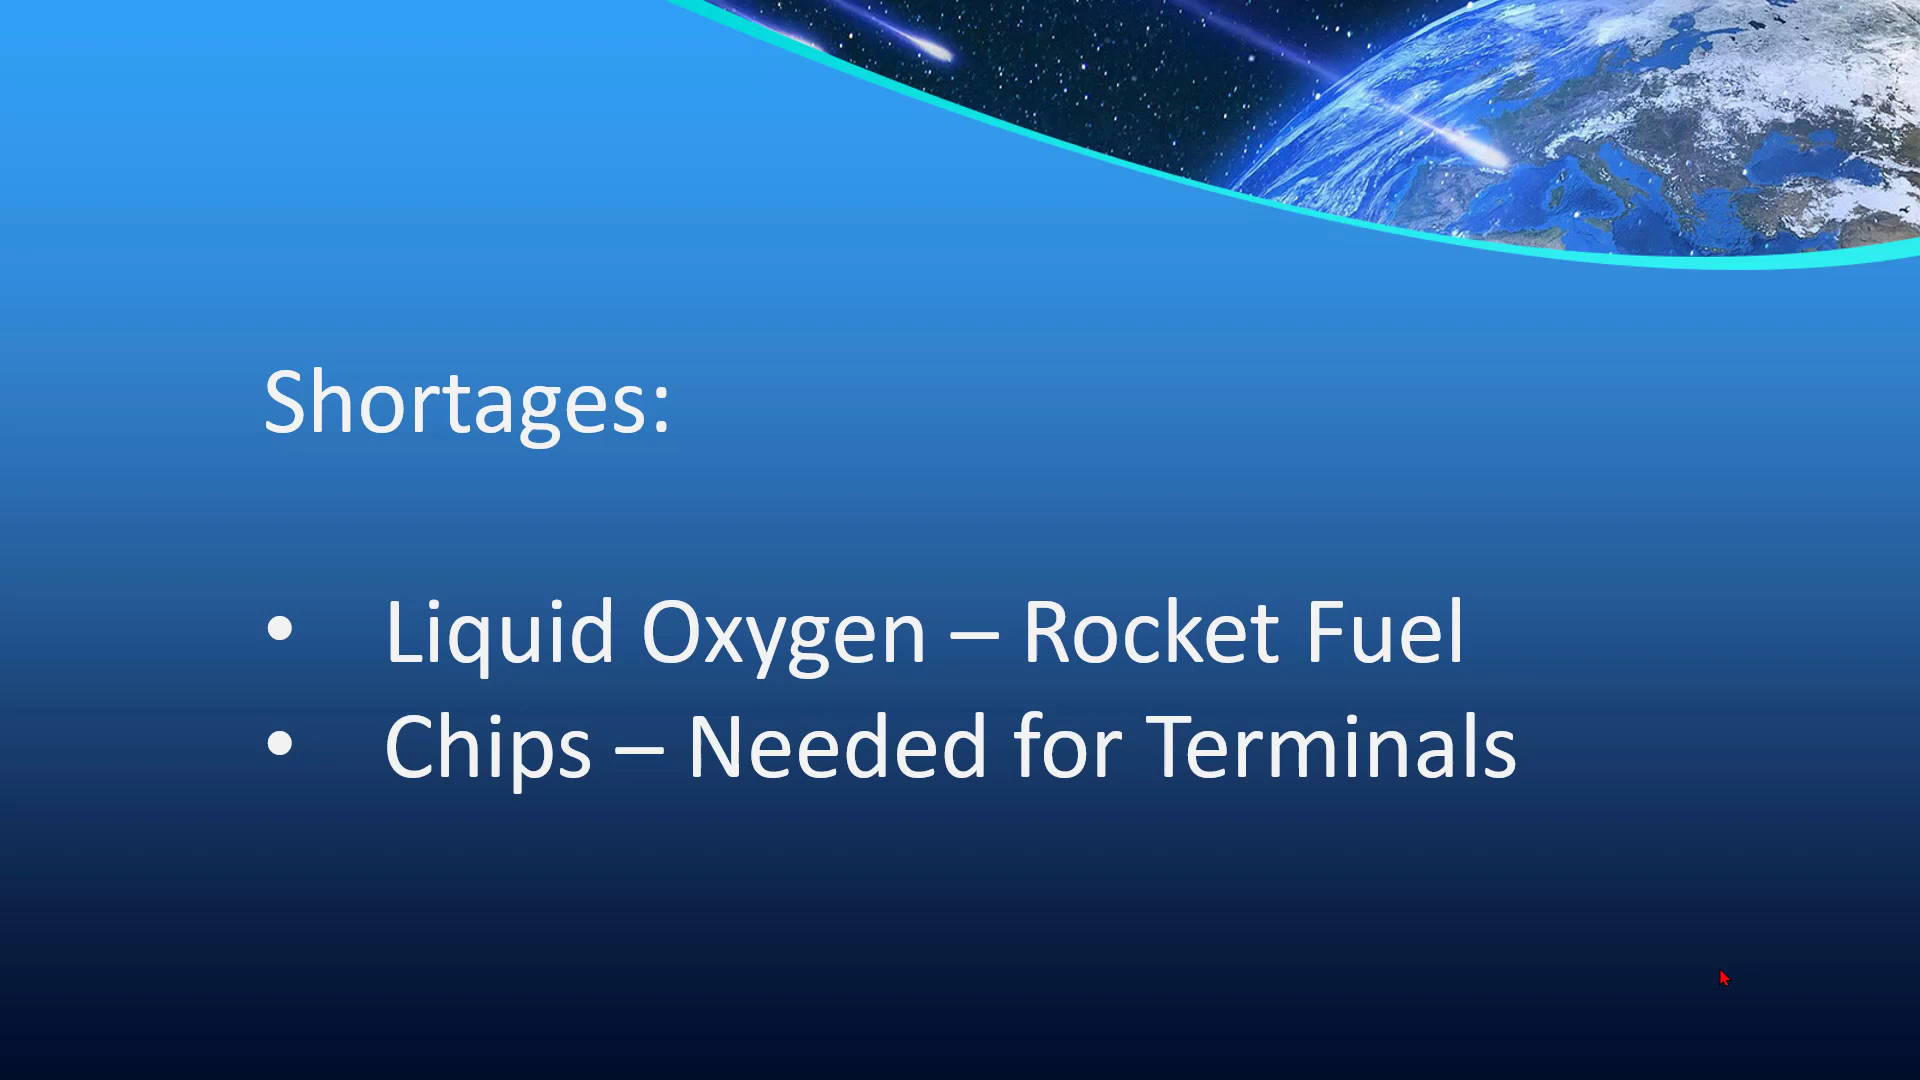 Shortages:
• Liquid Oxygen – Rocket Fuel
• Chips – Needed for Terminals